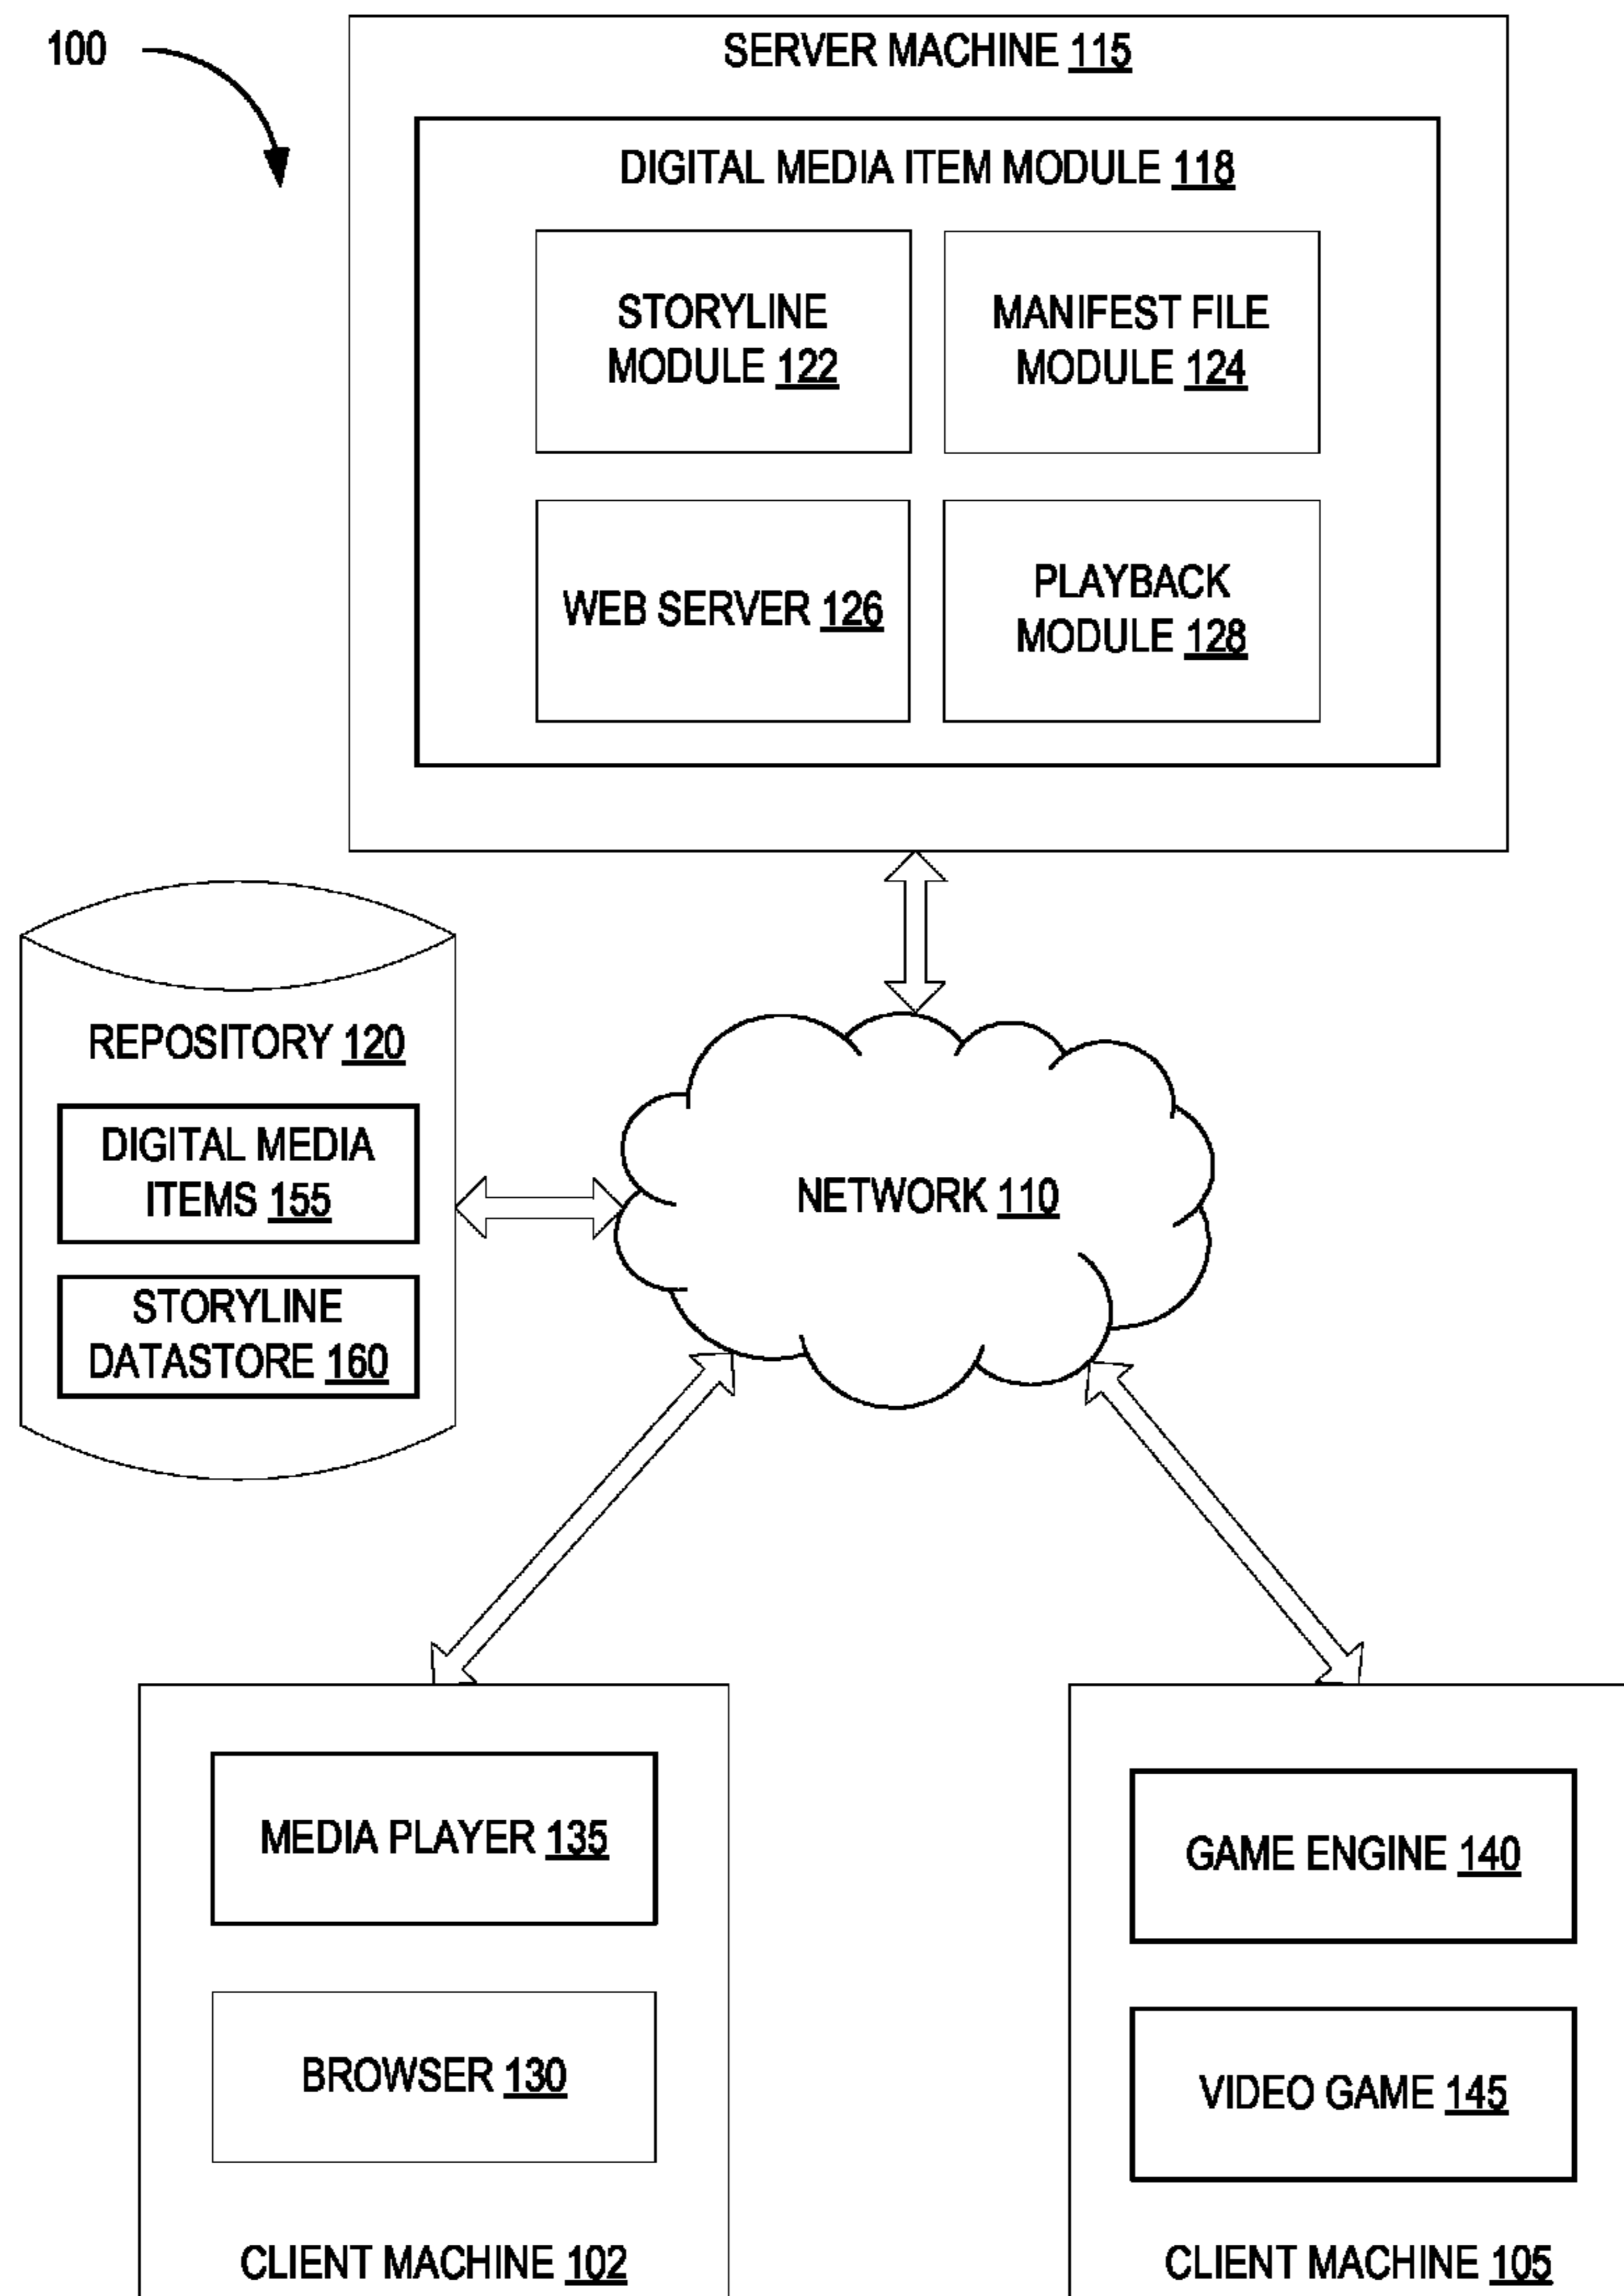 100
SERVER MACHINE 115
DIGITAL MEDIA ITEM MODULE 118
STORYLINE
MODULE 122
MANIFEST FILE
MODULE 124
WEB SERVER 126
PLAYBACK
MODULE 128
REPOSITORY 120
DIGITAL MEDIA
ITEMS 155
STORYLINE
DATASTORE 160
NETWORK 110
MEDIA PLAYER 135
BROWSER 130
CLIENT MACHINE 102
GAME ENGINE 140
VIDEO GAME 145
CLIENT MACHINE 105